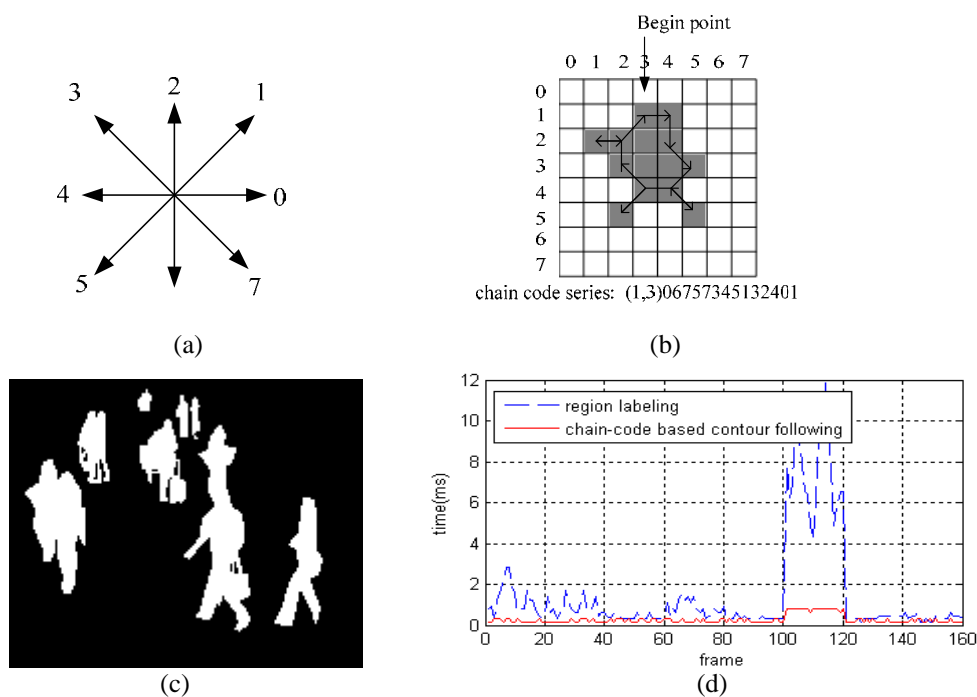 2
3 1
4 0
5 7
(a)
Begin point
0 1 2 3 4 5 6 7
0
1
2
3
4
5
6
7
chain code series: (1,3)06757345132401
(b)
(c)
12
10
8
6
4
2
0
time(ms)
region labeling
chain-code based contour following
0 20 40 60 80 100 120 140 160
frame
(d)